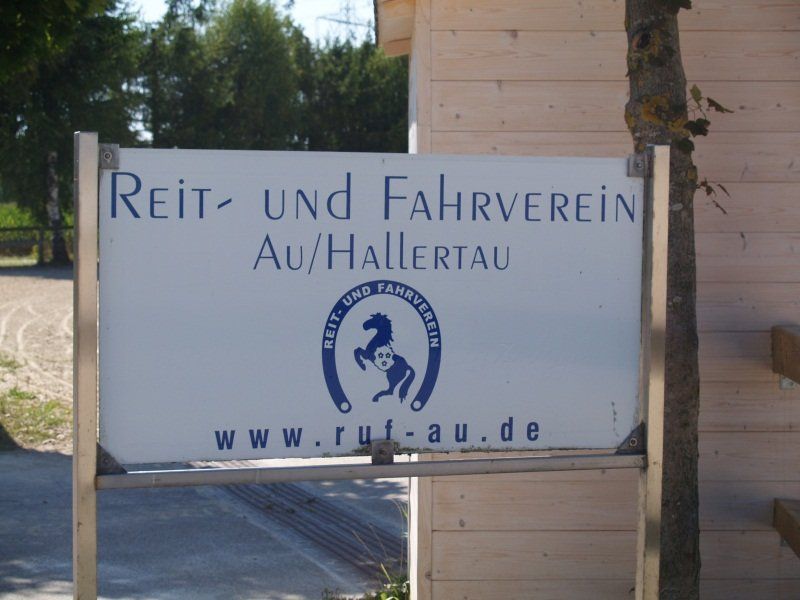 Reit- und Fahrverein
Au/Hallertau
REIT- UND FAHRVEREIN
www.ruf-au.de